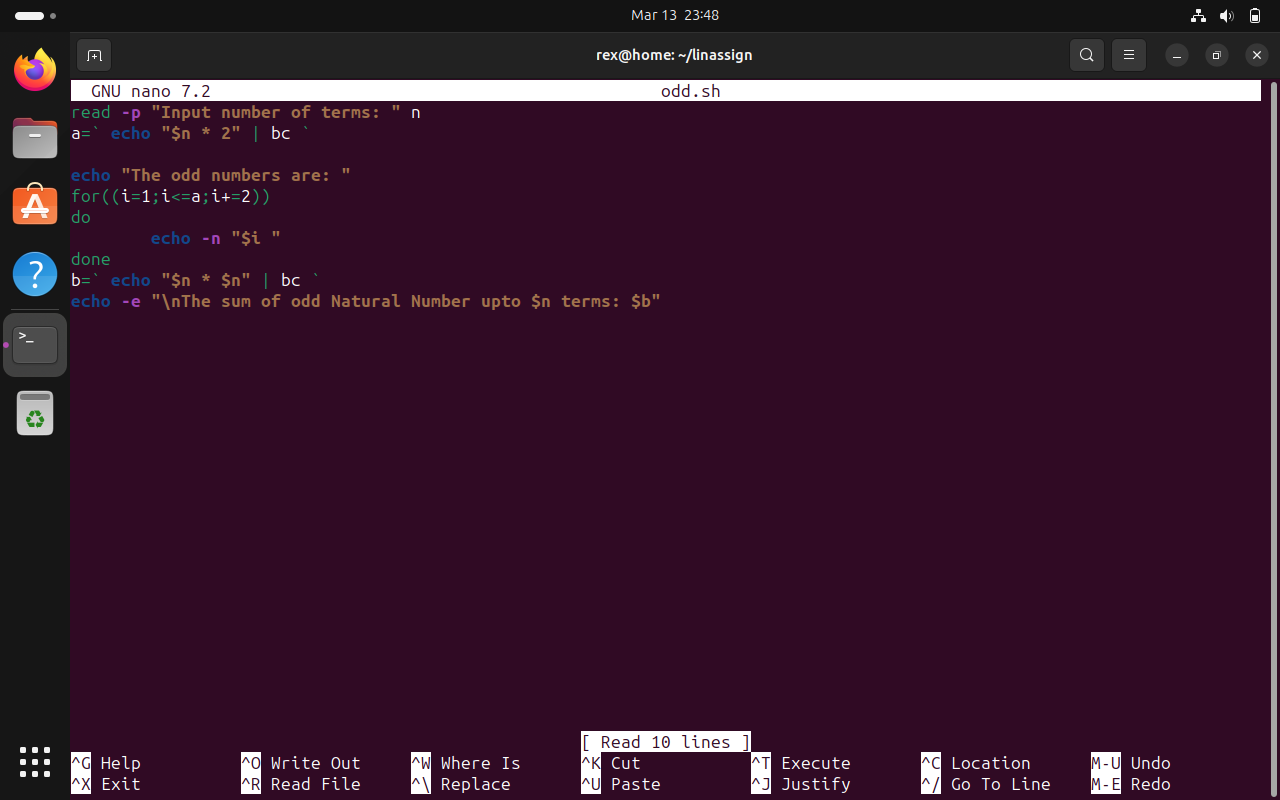 Mar 13 23:48
rex@home: ~/linassign
GNU nano 7.2 odd.sh
read -p "Input number of terms: " n
a=` echo "$n * 2" | bc `
echo "The odd numbers are: "
for((i=1;i<=a;i+=2))
do
        echo -n "$i "
done
b=` echo "$n * $n" | bc `
echo -e "\nThe sum of odd Natural Number upto $n terms: $b"
[ Read 10 lines ]
^G Help ^O Write Out ^W Where Is ^K Cut ^T Execute ^C Location M-U Undo
^X Exit ^R Read File ^\ Replace ^U Paste ^J Justify ^/ Go To Line M-E Redo